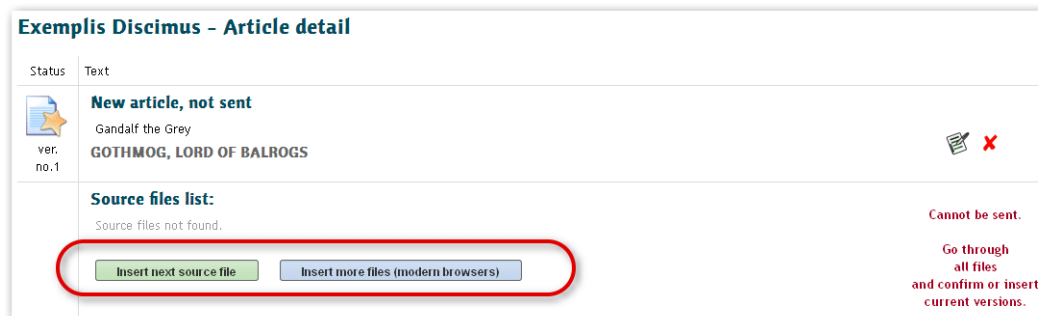 Exemplis Discimus - Article detail
Status Text
New article, not sent
Gandalf the Grey
ver.
no.1
GOTHMOG, LORD OF BALROGS
Source files list:
Source files not found.
Cannot be sent.
Insert next source file Insert more files (modern browsers)
Go through
all files
and confirm or insert
current versions.